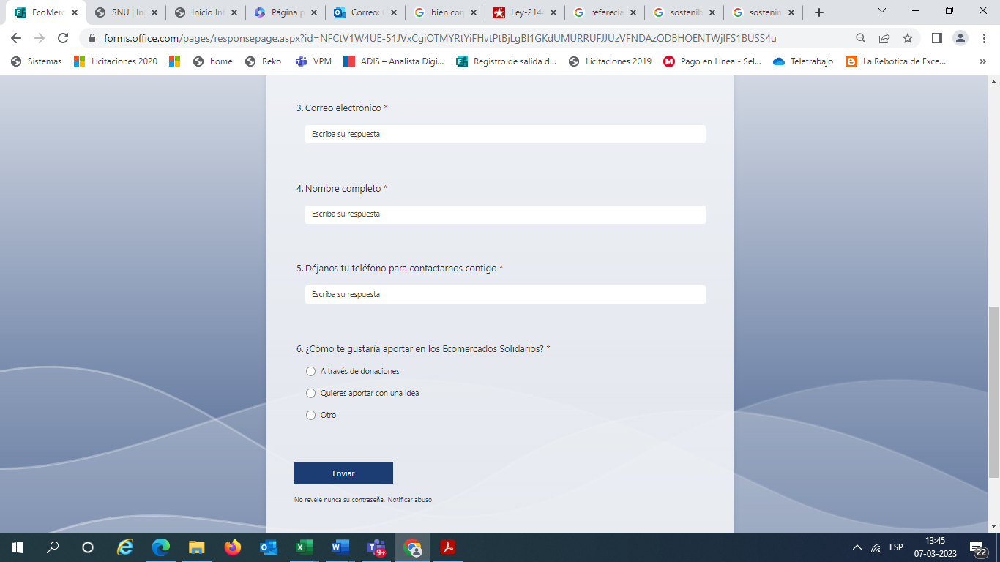 EcoMerc
SNU | In
Inicio Int
Página p
Correo: C
bien corp
Ley-2144
refereciar
sostenib
sostenim
forms.office.com/pages/responsepage.aspx?id=NFCtV1W4UE-51JVxCgiOTMYRtYiFHvtPtBjLgBI1GKdUMURRUFJJUzVFNDAzODBHOENTWjlFS1BUSS4u
Sistemas
Licitaciones 2020
home
Reko
VPM
ADIS – Analista Digi...
Registro de salida d...
Licitaciones 2019
Pago en Linea - Sel...
Teletrabajo
La Rebotica de Exce...
»
3. Correo electrónico *
Escriba su respuesta
4. Nombre completo *
Escriba su respuesta
5. Déjanos tu teléfono para contactarnos contigo *
Escriba su respuesta
6. ¿Cómo te gustaría aportar en los Ecomercados Solidarios? *
A través de donaciones
Quieres aportar con una idea
Otro
Enviar
No revele nunca su contraseña. Notificar abuso
9+
ESP
13:45
07-03-2023
22